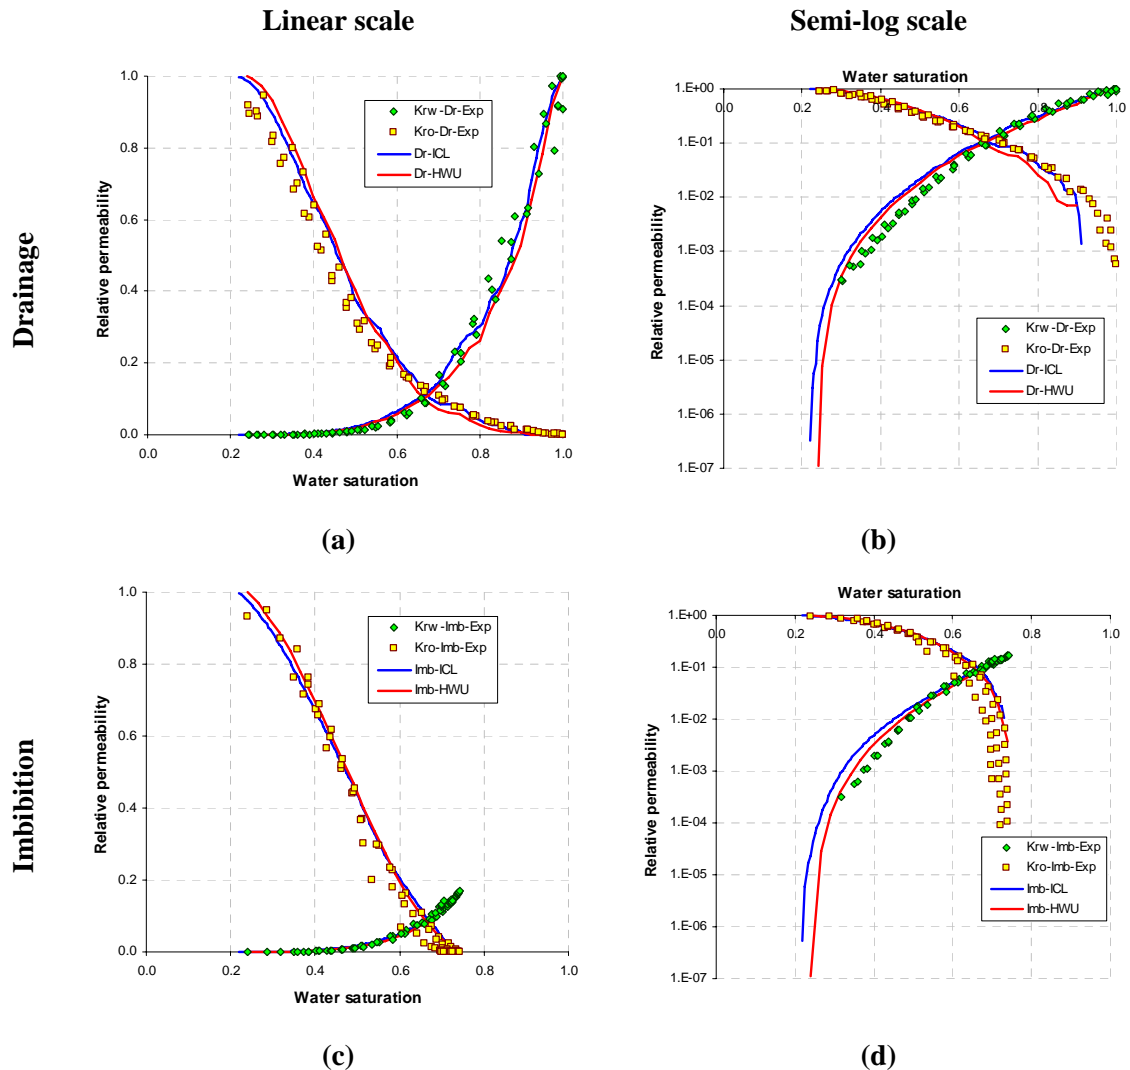 Linear scale
Semi-log scale
Drainage
Relative permeability
1.0
0.8
0.6
0.4
0.2
0.0
0.0 0.2 0.4 0.6 0.8 1.0
Water saturation
Krw-Dr-Exp
Kro-Dr-Exp
Dr-ICL
Dr-HWU
(a)
Water saturation
0.0 0.2 0.4 0.6 0.8 1.0
Relative permeability
1.E+00
1.E-01
1.E-02
1.E-03
1.E-04
1.E-05
1.E-06
1.E-07
Krw-Dr-Exp
Kro-Dr-Exp
Dr-ICL
Dr-HWU
(b)
Imbibition
Relative permeability
1.0
0.8
0.6
0.4
0.2
0.0
0.0 0.2 0.4 0.6 0.8 1.0
Water saturation
Krw-Imb-Exp
Kro-Imb-Exp
Imb-ICL
Imb-HWU
(c)
Water saturation
0.0 0.2 0.4 0.6 0.8 1.0
Relative permeability
1.E+00
1.E-01
1.E-02
1.E-03
1.E-04
1.E-05
1.E-06
1.E-07
Krw-Imb-Exp
Kro-Imb-Exp
Imb-ICL
Imb-HWU
(d)